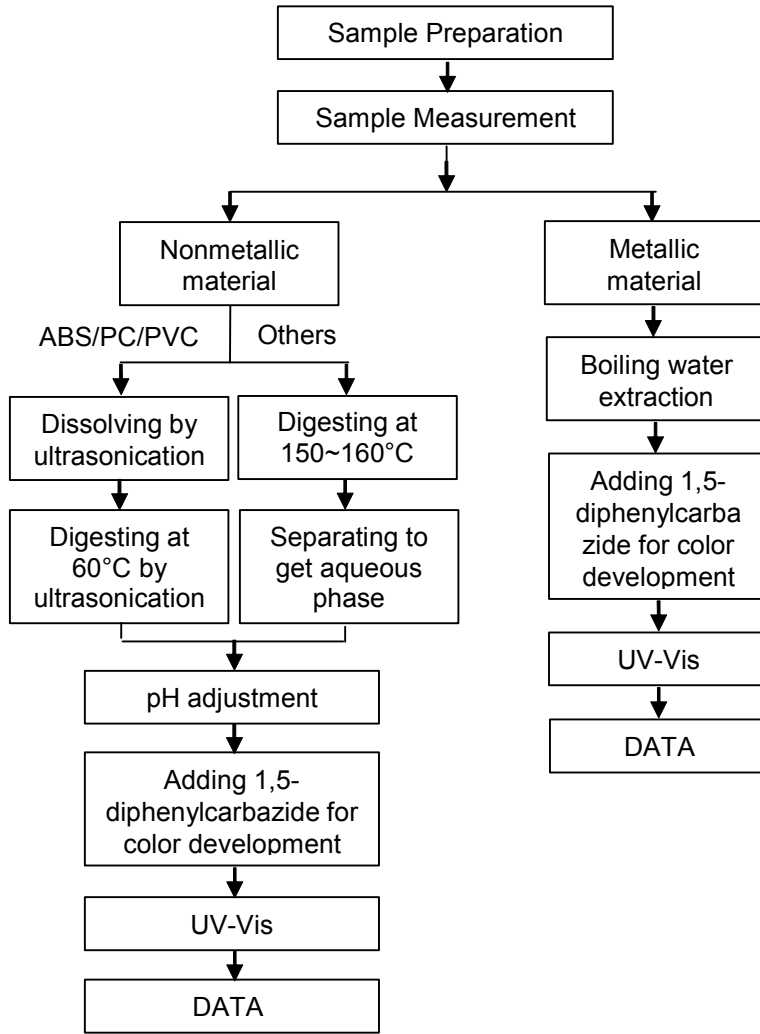 Sample Preparation
Sample Measurement
Nonmetallic
material
Metallic
material
ABS/PC/PVC
Others
Boiling water
extraction
Dissolving by
ultrasonication
Digesting at
150~160°C
Adding 1,5-
diphenylcarba
zide for color
development
Digesting at
60°C by
ultrasonication
Separating to
get aqueous
phase
UV-Vis
DATA
pH adjustment
Adding 1,5-
diphenylcarbazide for
color development
UV-Vis
DATA